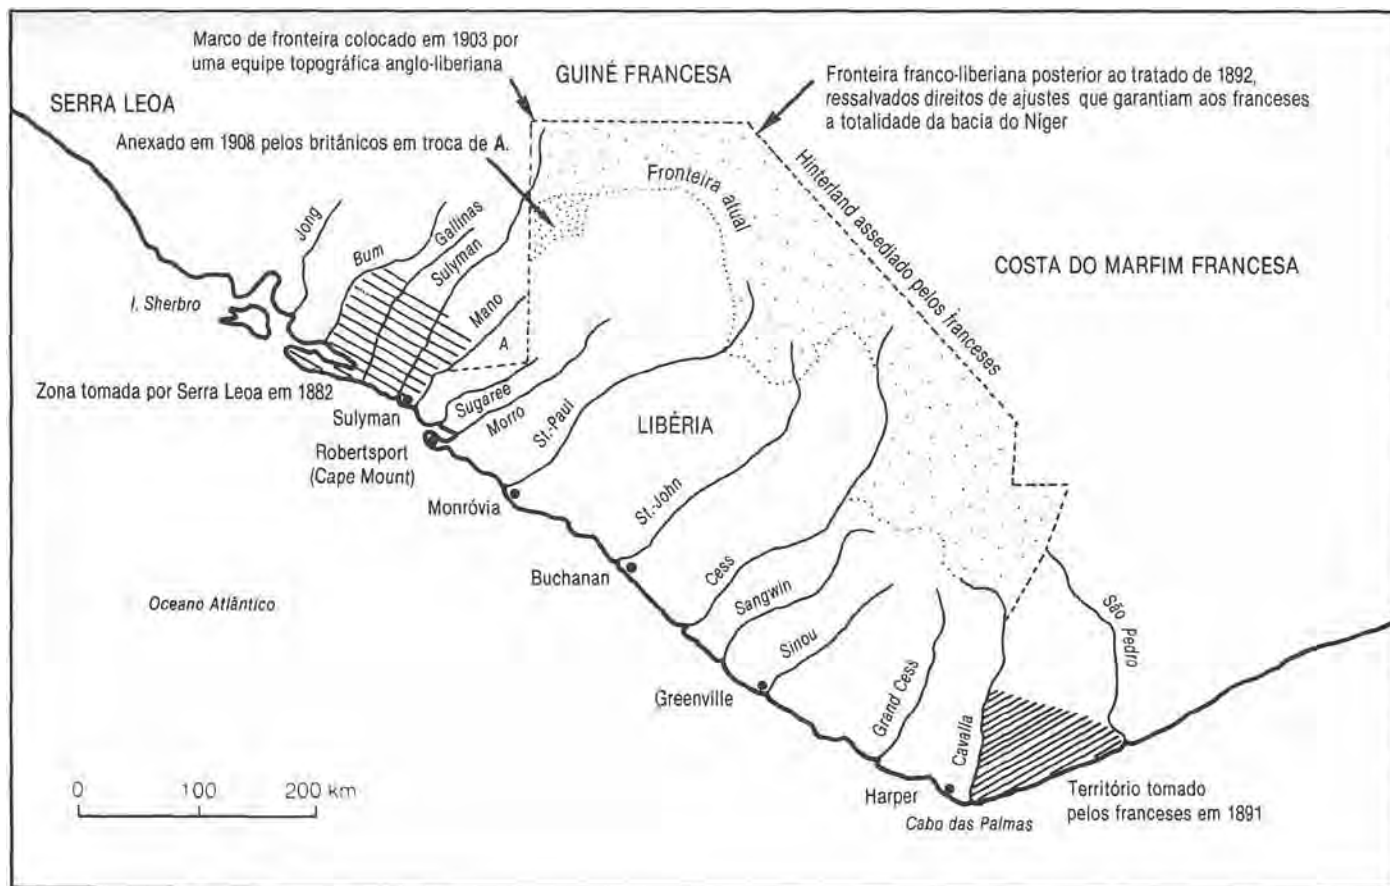 Marco de fronteira colocado em 1903 por
uma equipe topográfica anglo-liberiana
GUINÉ FRANCESA
Fronteira franco-liberiana posterior ao tratado de 1892,
ressalvados direitos de ajustes que garantiam aos franceses
a totalidade da bacia do Níger
SERRA LEOA
Anexado em 1908 pelos britânicos em troca de A.
Hinterland assediado pelos franceses
Fronteira atual
COSTA DO MARFIM FRANCESA
Jong
Bum
Gallinas
Sulyman
Mano
A
I. Sherbro
Zona tomada por Serra Leoa em 1882
Sulyman
Sugaree
Morro
St.-Paul
LIBÉRIA
Robertsport
(Cape Mount)
Monróvia
St.-John
Buchanan
Cess
Sangwin
Sinou
Oceano Atlântico
São Pedro
Greenville
Grand Cess
Cavalla
0 100 200 km
Harper
Território tomado
pelos franceses em 1891
Cabo das Palmas